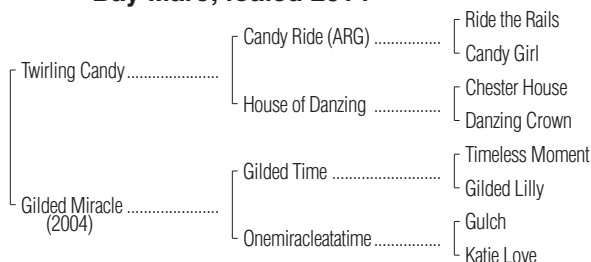 Bay Mare; foaled
Ride the Rails
Candy Ride (ARG) ................
Candy Girl
Twirling Candy ......................
Chester House
House of Danzing ................
Danzing Crown
Timeless Moment
Gilded Time ..........................
Gilded Lilly
Gilded Miracle ......................
(2004)
Gulch
Onemiracleatatime ................
Katie Love